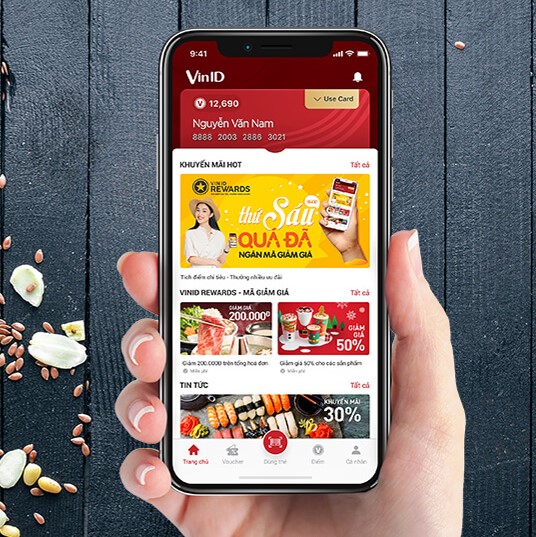 9:41
VinID
12,690
Use Card
Nguyễn Văn Nam
8888 2003 2886 3021
KHUYẾN MÃI HOT
Tất cả
VINID
REWARDS
thứ Sáu
QUÁ ĐÃ
NGÀN MÃ GIẢM GIÁ
Tích điểm chi tiêu - Thưởng nhiều ưu đãi
VINID REWARDS - MÃ GIẢM GIÁ
Tất cả
GIẢM GIÁ
200.000Đ
GIẢM
GIÁ
50%
Giảm 200.000đ trên tổng hoá đơn
Giảm giá 50% cho các sản phẩm
Miễn phí
Miễn phí
TIN TỨC
Tất cả
KHUYẾN MÃI
30%
Trang chủ
Voucher
Dùng thẻ
Điểm
Cá nhân